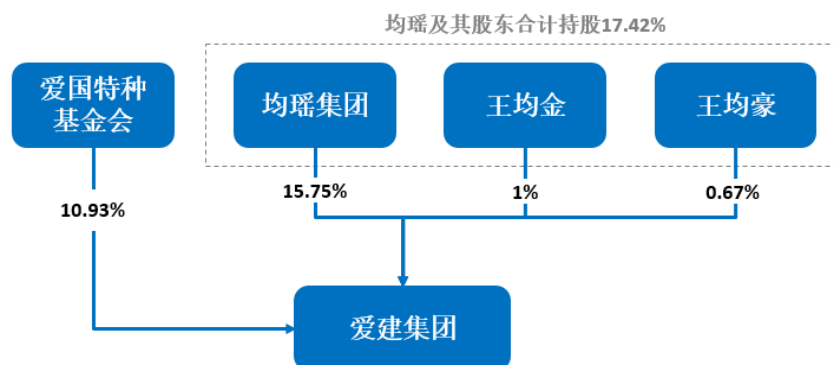 均瑶及其股东合计持股17.42%
爱国特种
基金会
均瑶集团
王均金
王均豪
10.93%
15.75%
1%
0.67%
爱建集团